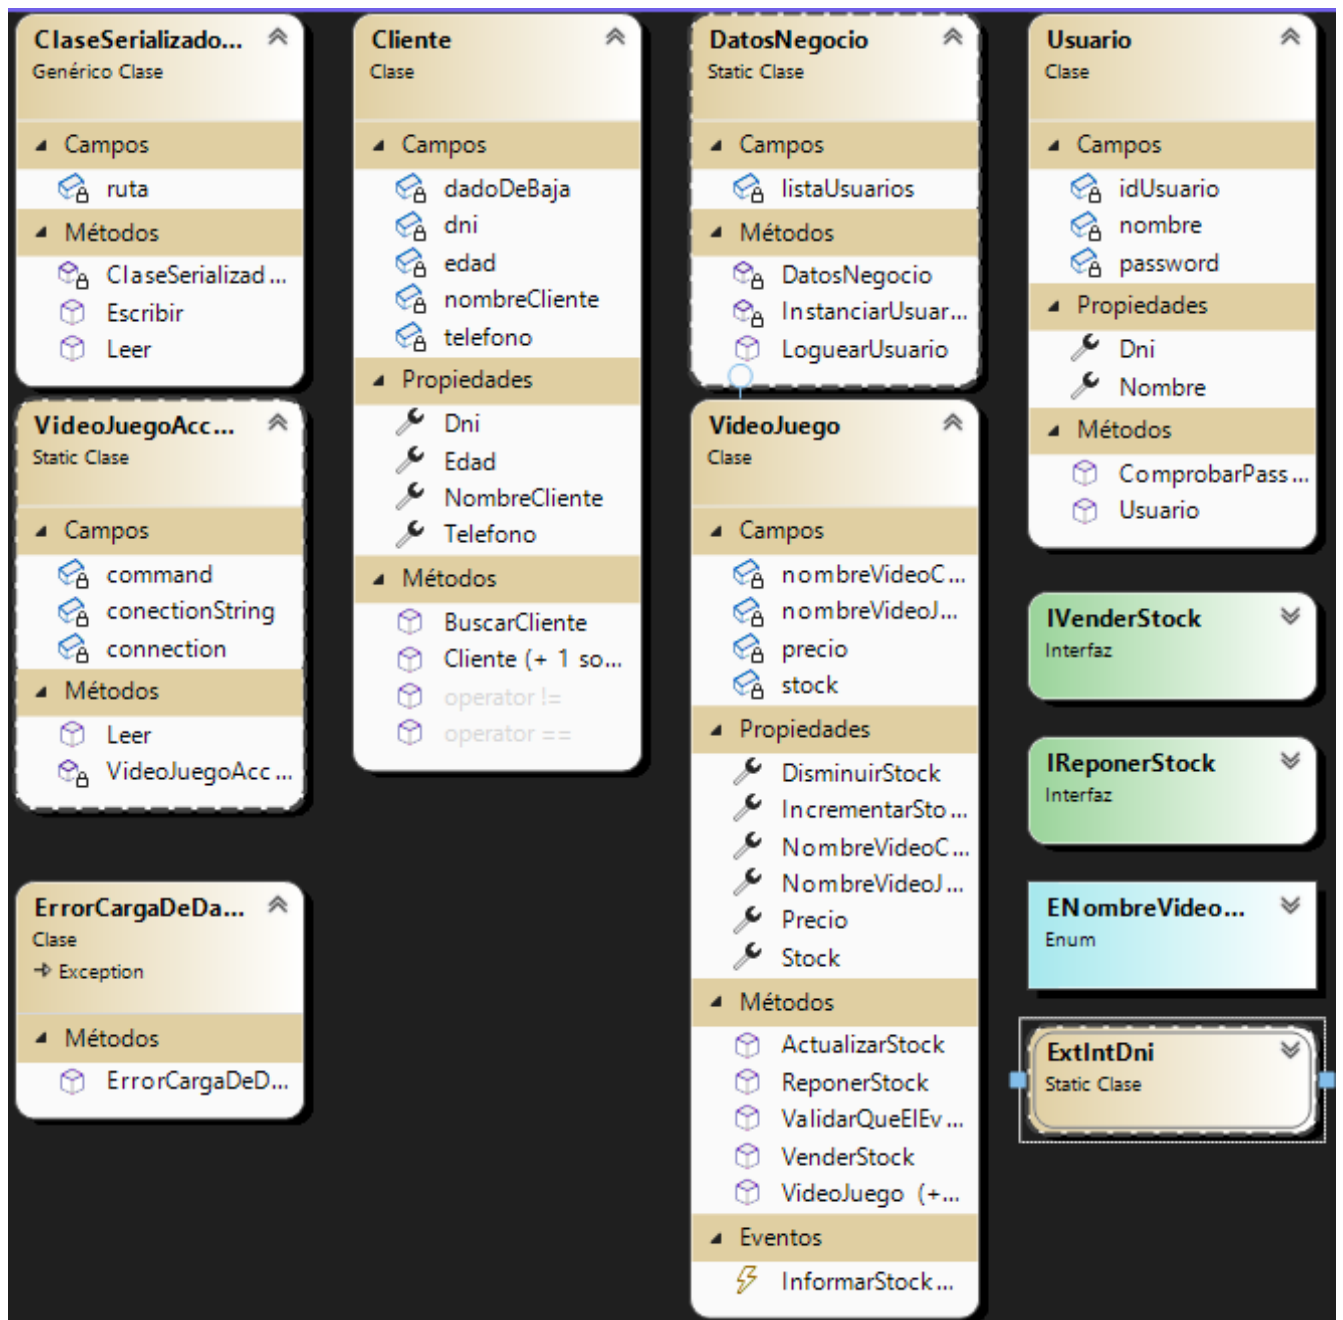 ClaseSerializado...
Genérico Clase
Campos
ruta
Métodos
ClaseSerializad...
Escribir
Leer
VideoJuegoAcc...
Static Clase
Campos
command
conectionString
connection
Métodos
Leer
VideoJuegoAcc...
ErrorCargaDeDa...
Clase
Exception
Métodos
ErrorCargaDeD...
Cliente
Clase
Campos
dadoDeBaja
dni
edad
nombreCliente
telefono
Propiedades
Dni
Edad
NombreCliente
Telefono
Métodos
BuscarCliente
Cliente (+ 1 so...
operator !=
operator ==
DatosNegocio
Static Clase
Campos
listaUsuarios
Métodos
DatosNegocio
InstanciarUsuar...
LoguearUsuario
VideoJuego
Clase
Campos
nombreVideoC...
nombreVideoJ...
precio
stock
Propiedades
DisminuirStock
IncrementarSto...
NombreVideoC...
NombreVideoJ...
Precio
Stock
Métodos
ActualizarStock
ReponerStock
ValidarQueElEv...
VenderStock
VideoJuego (+...
Eventos
InformarStock...
Usuario
Clase
Campos
idUsuario
nombre
password
Propiedades
Dni
Nombre
Métodos
ComprobarPass...
Usuario
IVenderStock
Interfaz
IReponerStock
Interfaz
ENombreVideo...
Enum
ExtIntDni
Static Clase